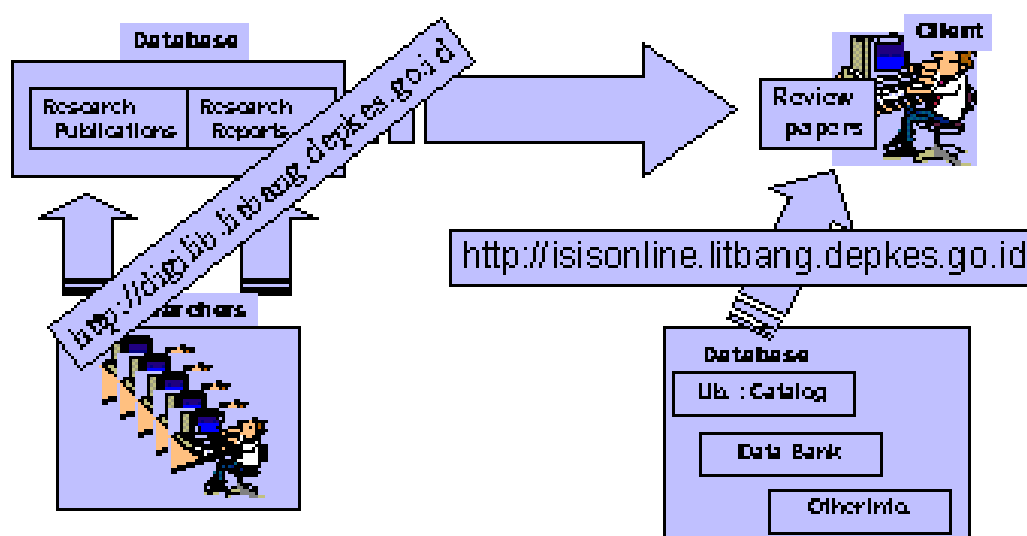 Database
Client
Research
Publications
Research
Reports
http://digilib.litbang.depkes.go.id
Review
papers
http://isisonline.litbang.depkes.go.id
Database
Lib. : Catalog
Data Bank
Other info.